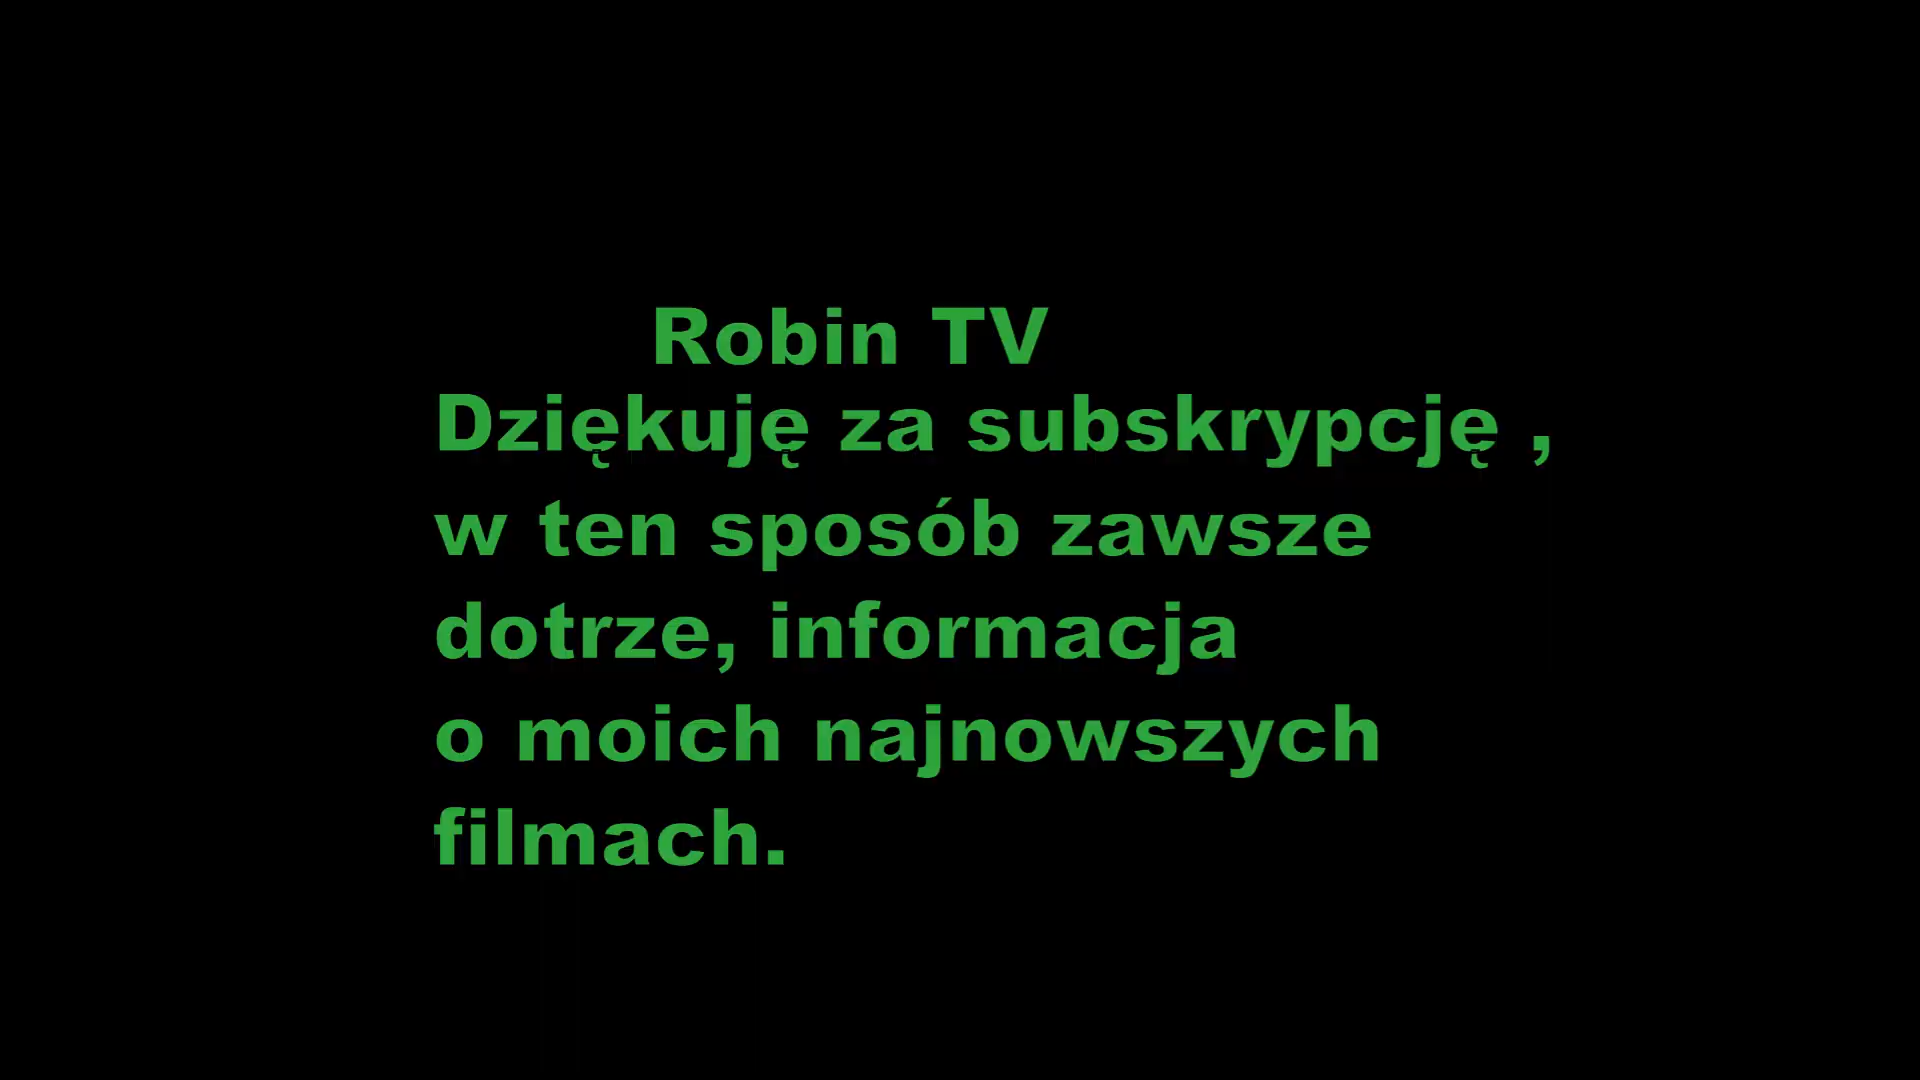 Robin TV
Dziękuję za subskrypcję ,
w ten sposób zawsze
dotrze, informacja
o moich najnowszych
filmach.